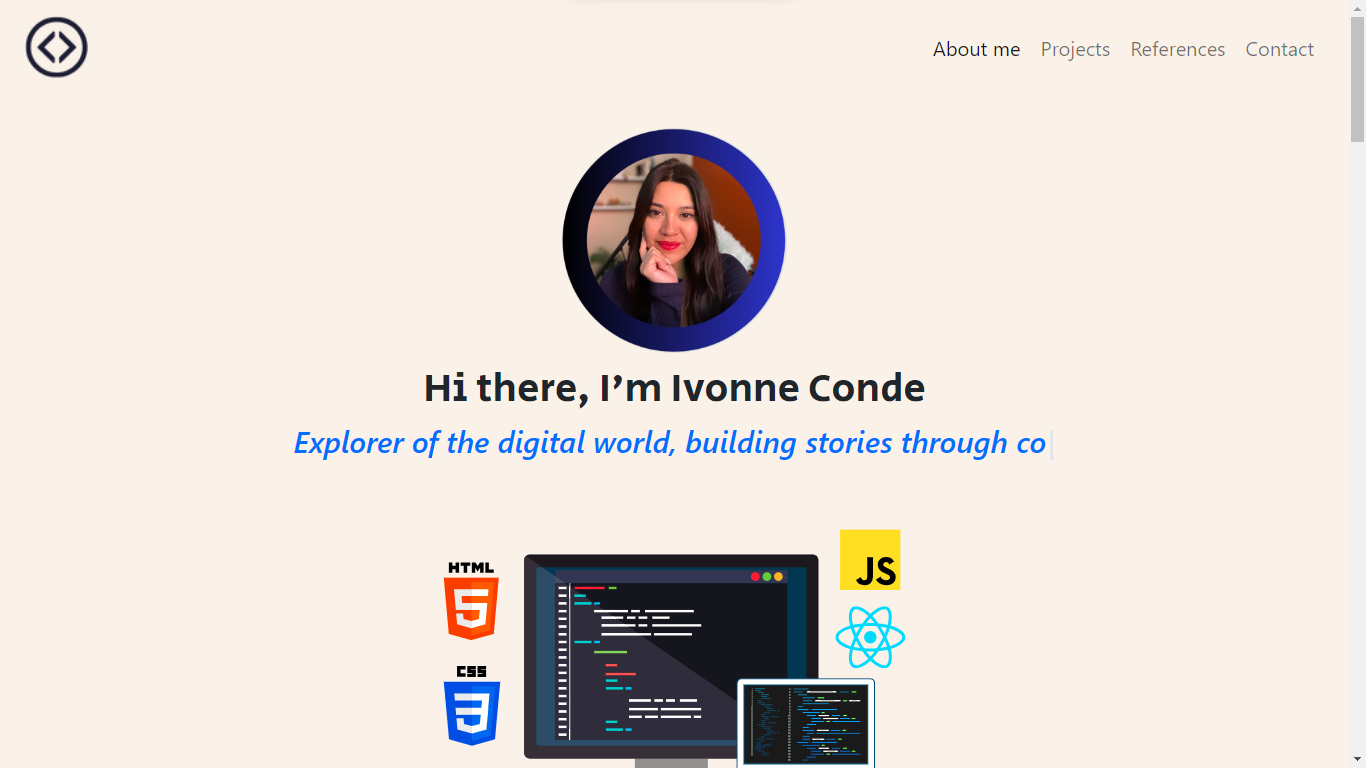 About me Projects References Contact
Hi there, I’m Ivonne Conde
Explorer of the digital world, building stories through co
HTML
5
JS
CSS
3